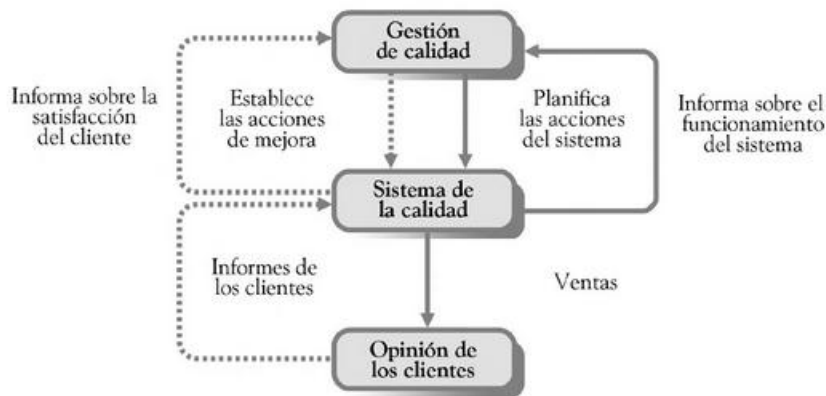 Gestión
de calidad
Informa sobre la
satisfacción
del cliente
Establece
las acciones
de mejora
Planifica
las acciones
del sistema
Informa sobre el
funcionamiento
del sistema
Sistema de
la calidad
Informes de
los clientes
Ventas
Opinión de
los clientes